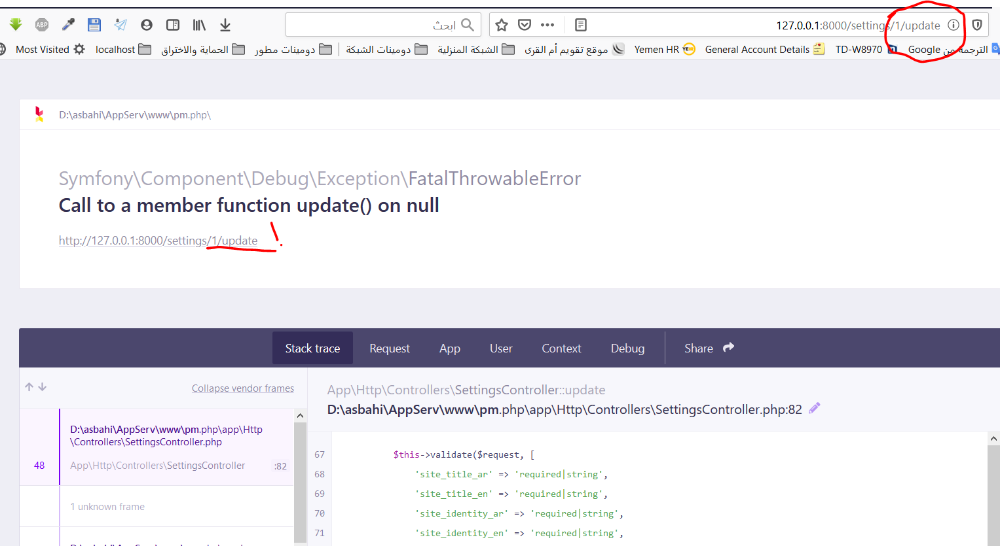 ABP
ابحث
127.0.0.1:8000/settings/1/update
Most Visited
localhost
الحماية والاختراق
دومينات مطور
دومينات الشبكة
الشبكة المنزلية
موقع تقويم أم القرى
Yemen HR
General Account Details
TD-W8970
الترجمة من Google
D:\asbahi\AppServ\www\pm.php\
Symfony\Component\Debug\Exception\FatalThrowableError
Call to a member function update() on null
http://127.0.0.1:8000/settings/1/update
!
Stack trace
Request
App
User
Context
Debug
Share
Collapse vendor frames
App\Http\Controllers\SettingsController::update
D:\asbahi\AppServ\www\pm.php\app\Http\Controllers\SettingsController.php:82
D:\asbahi\AppServ\www\pm.php\app\Http
\Controllers\SettingsController.php
48
App\Http\Controllers\SettingsController
:82
1 unknown frame
67 $this->validate($request, [
68 'site_title_ar' => 'required|string',
69 'site_title_en' => 'required|string',
70 'site_identity_ar' => 'required|string',
71 'site_identity_en' => 'required|string',